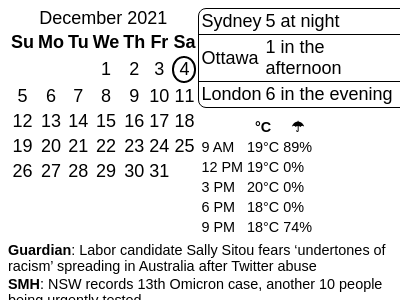 December 2021
Su Mo Tu We Th Fr Sa
1 2 3 4
5 6 7 8 9 10 11
12 13 14 15 16 17 18
19 20 21 22 23 24 25
26 27 28 29 30 31
Sydney 5 at night
Ottawa 1 in the
afternoon
London 6 in the evening
°C ☂
9 AM 19°C 89%
12 PM 19°C 0%
3 PM 20°C 0%
6 PM 18°C 0%
9 PM 18°C 74%
Guardian: Labor candidate Sally Sitou fears ‘undertones of
racism’ spreading in Australia after Twitter abuse
SMH: NSW records 13th Omicron case, another 10 people
being urgently tested